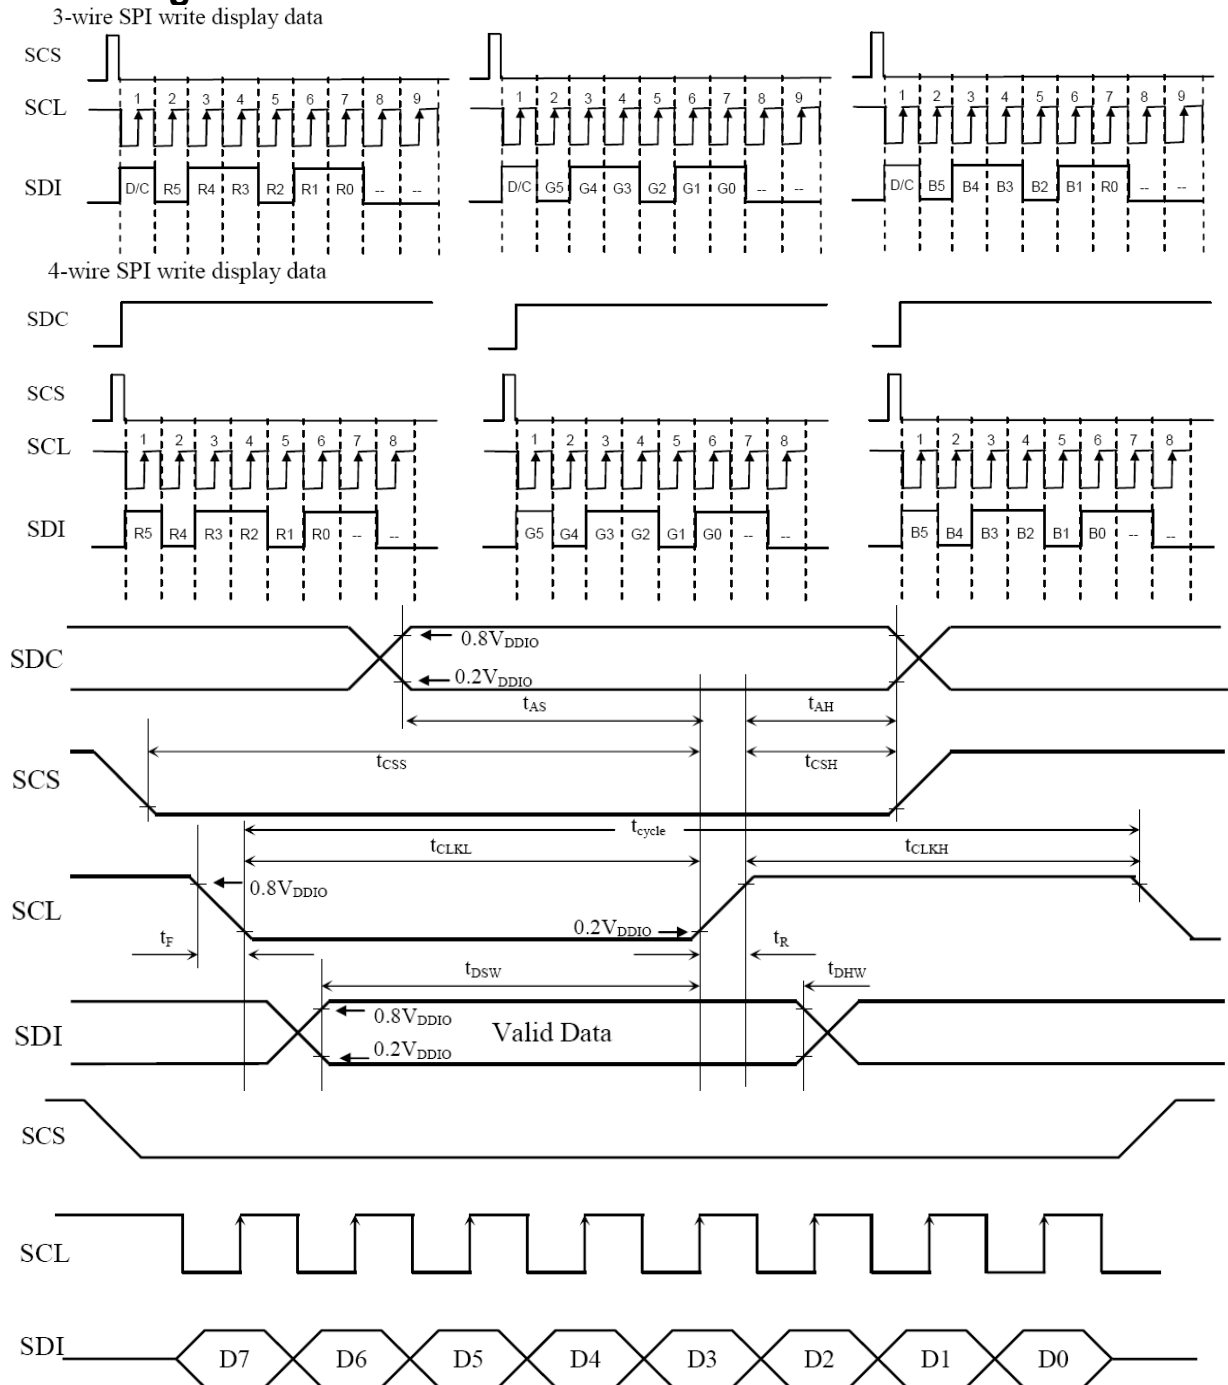 3-wire SPI write display data
SCS
SCL 1 2 3 4 5 6 7 8 9 1 2 3 4 5 6 7 8 9 1 2 3 4 5 6 7 8 9
SDI D/C R5 R4 R3 R2 R1 R0 -- -- D/C G5 G4 G3 G2 G1 G0 -- -- D/C B5 B4 B3 B2 B1 R0 -- --
4-wire SPI write display data
SDC
SCS
SCL 1 2 3 4 5 6 7 8 1 2 3 4 5 6 7 8 1 2 3 4 5 6 7 8
SDI R5 R4 R3 R2 R1 R0 -- -- G5 G4 G3 G2 G1 G0 -- -- B5 B4 B3 B2 B1 B0 -- --
0.8VDDIO
SDC
0.2VDDIO
tAS tAH
SCS tCSS tCSH
tcycle
tCLKL tCLKH
0.8VDDIO
SCL
0.2VDDIO
tF tR
tDSW tDHW
0.8VDDIO
SDI Valid Data
0.2VDDIO
SCS
SCL
SDI D7 D6 D5 D4 D3 D2 D1 D0